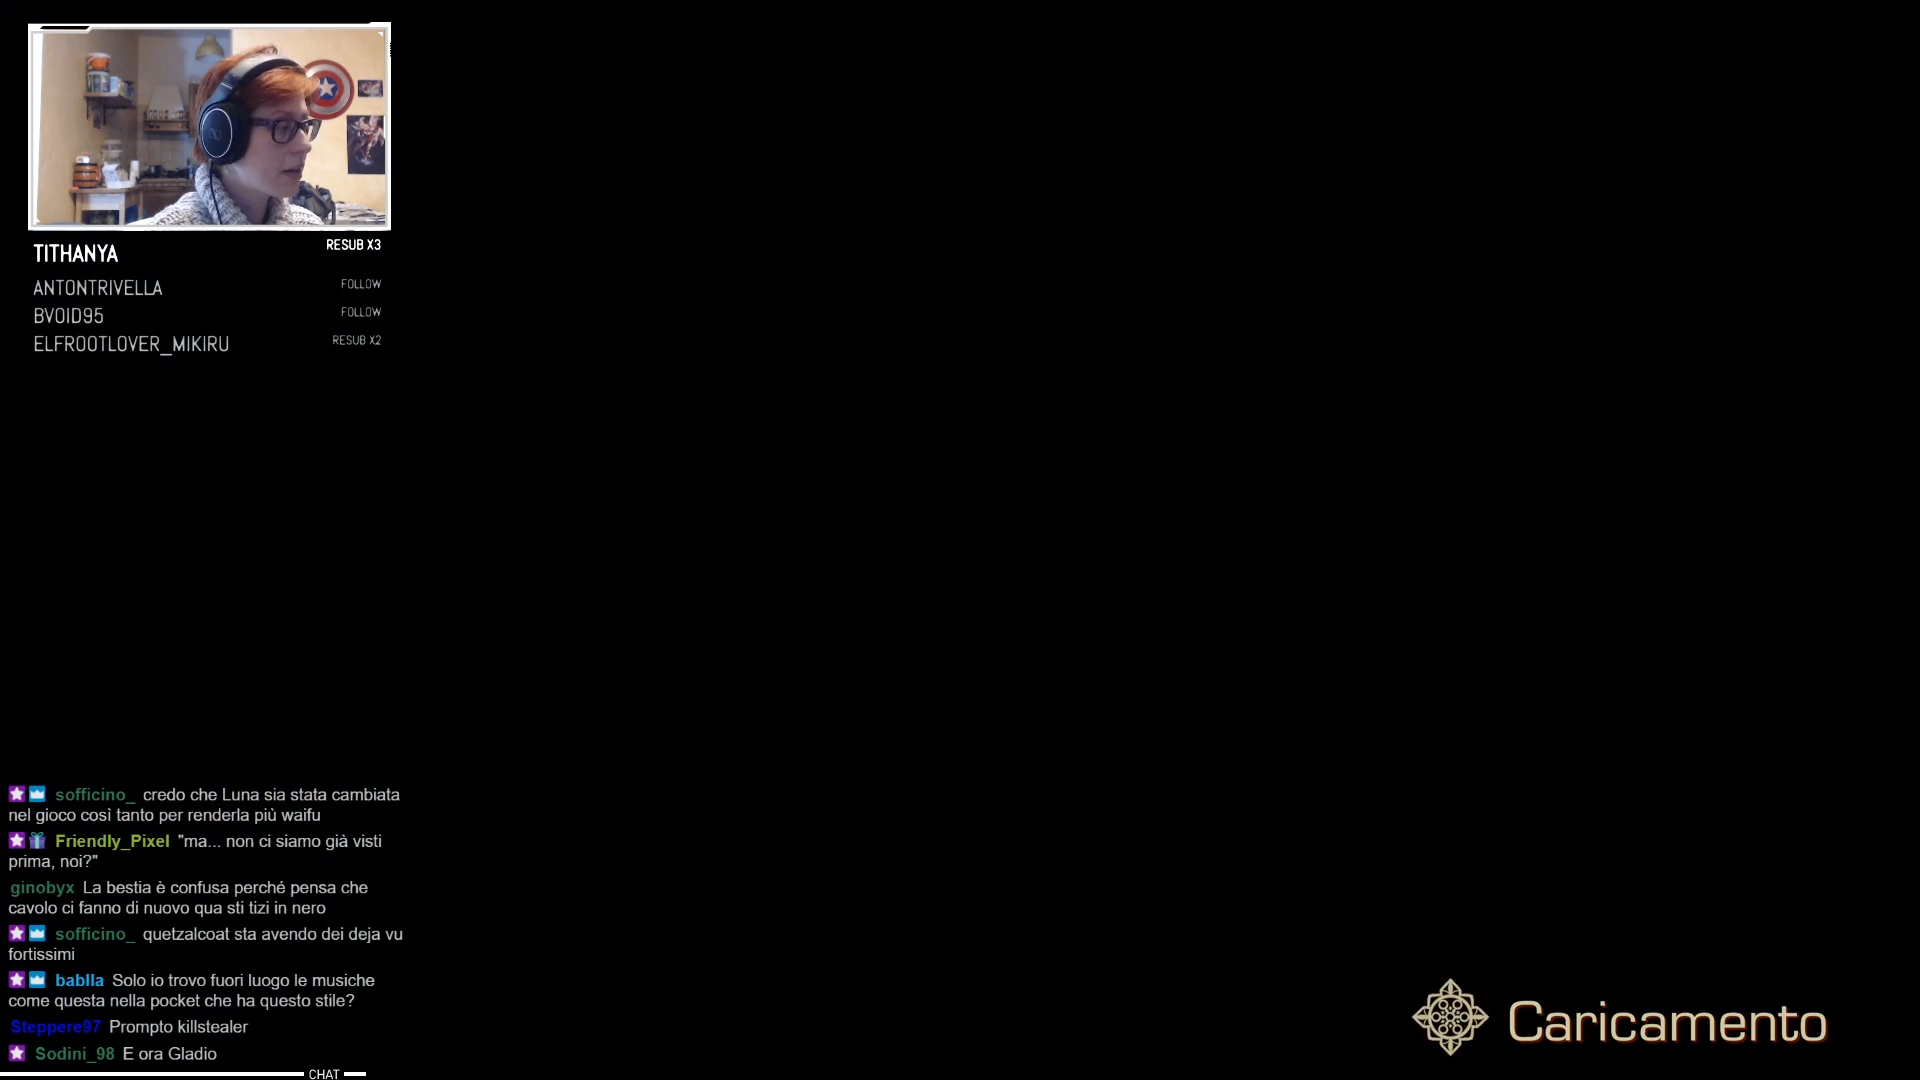 TITHANYA RESUB X3
ANTONTRIVELLA FOLLOW
BVOID95 FOLLOW
ELFROOTLOVER_MIKIRU RESUB X2
sofficino_ credo che Luna sia stata cambiata
nel gioco così tanto per renderla più waifu
Friendly_Pixel "ma... non ci siamo già visti
prima, noi?"
ginobyx La bestia è confusa perché pensa che
cavolo ci fanno di nuovo qua sti tizi in nero
sofficino_ quetzalcoat sta avendo dei deja vu
fortissimi
bablla Solo io trovo fuori luogo le musiche
come questa nella pocket che ha questo stile?
Steppere97 Prompto killstealer
Sodini_98 E ora Gladio
CHAT
Caricamento